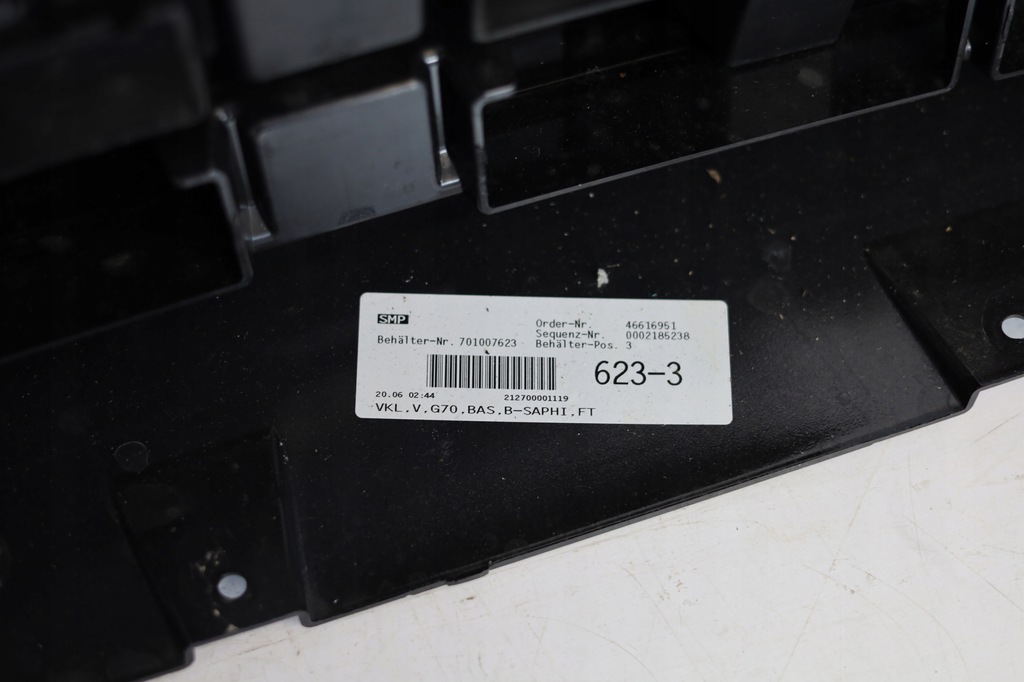 SMP
Order-Nr. 46616951
Sequenz-Nr. 0002185238
Behälter-Nr. 701007623 Behälter-Pos. 3
623-3
20.06 02:44 212700001119
VKL.V.G70.BAS.B-SAPHI.FT